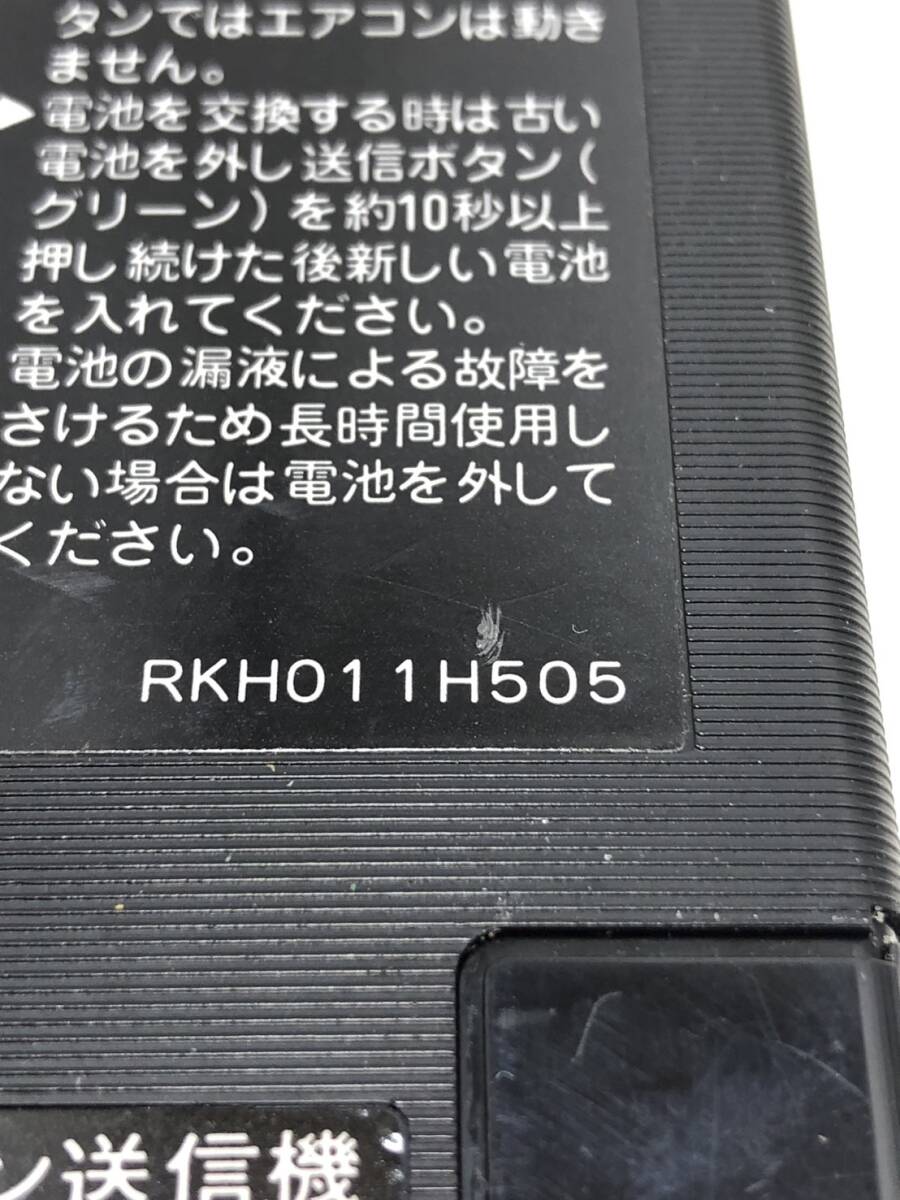 タンではエアコンは動き
ません。
▶電池を交換する時は古い
電池を外し送信ボタン(
グリーン)を約10秒以上
押し続けた後新しい電池
を入れてください。
電池の漏液による故障を
さけるため長時間使用し
ない場合は電池を外して
ください。
RKH011H505
ン送信機